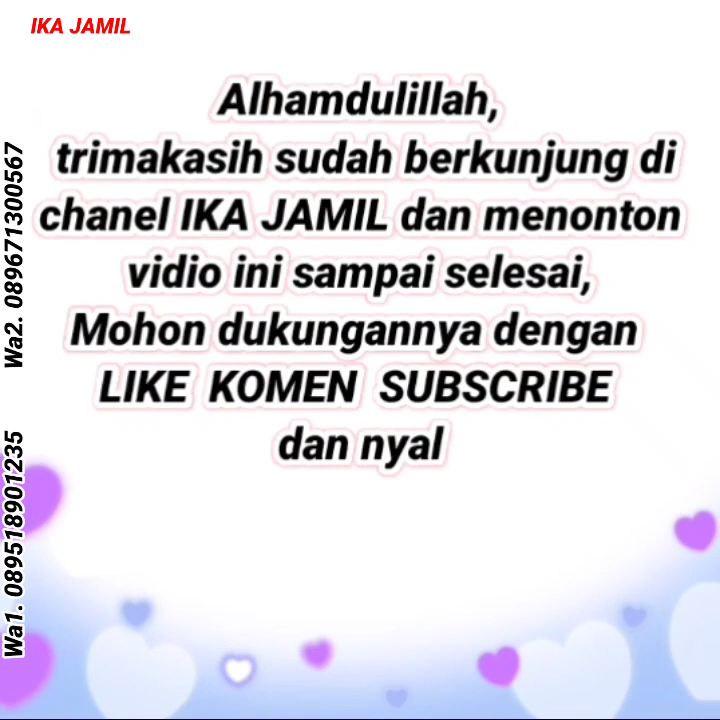 IKA JAMIL
Alhamdulillah,
trimakasih sudah berkunjung di
chanel IKA JAMIL dan menonton
vidio ini sampai selesai,
Mohon dukungannya dengan
LIKE KOMEN SUBSCRIBE
dan nyal
Wa2. 089671300567
Wa1. 089518901235